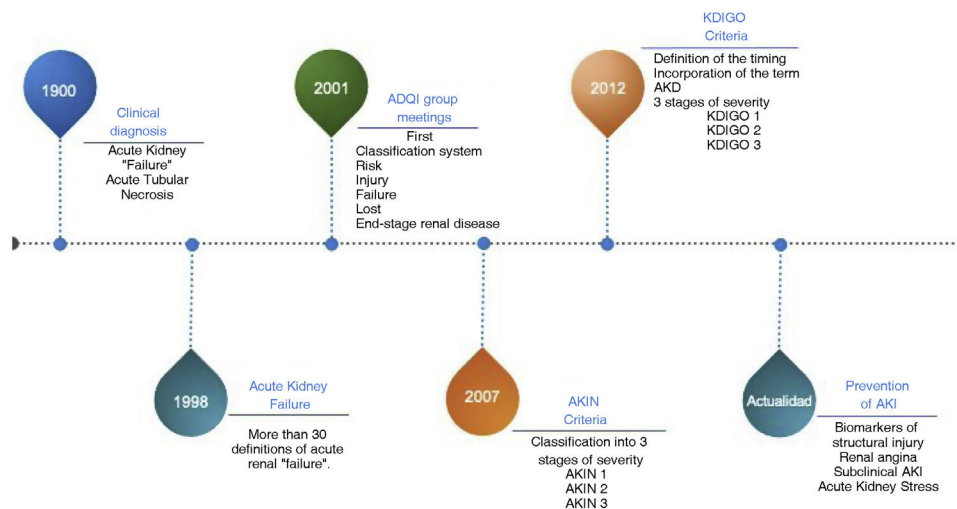 1900
Clinical
diagnosis
Acute Kidney
"Failure"
Acute Tubular
Necrosis
1998
Acute Kidney
Failure
More than 30
definitions of acute
renal "failure".
2001
ADQI group
meetings
First
Classification system
Risk
Injury
Failure
Lost
End-stage renal disease
2007
AKIN
Criteria
Classification into 3
stages of severity
AKIN 1
AKIN 2
AKIN 3
2012
KDIGO
Criteria
Definition of the timing
Incorporation of the term
AKD
3 stages of severity
KDIGO 1
KDIGO 2
KDIGO 3
Actualidad
Prevention
of AKI
Biomarkers of
structural injury
Renal angina
Subclinical AKI
Acute Kidney Stress